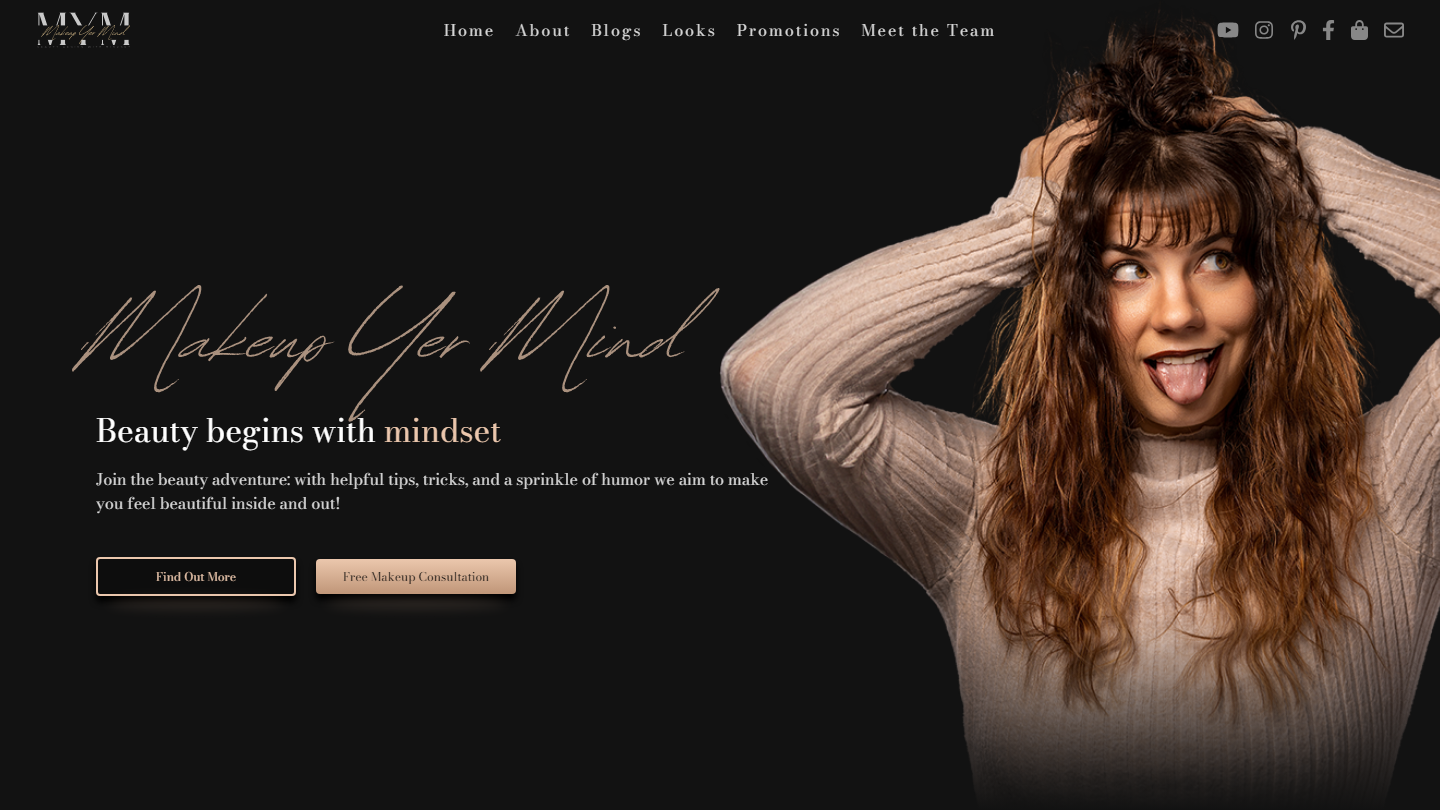 MYM
Makeup Yer Mind
Home About Blogs Looks Promotions Meet the Team
Makeup Yer Mind
Beauty begins with mindset
Join the beauty adventure: with helpful tips, tricks, and a sprinkle of humor we aim to make
you feel beautiful inside and out!
Find Out More Free Makeup Consultation